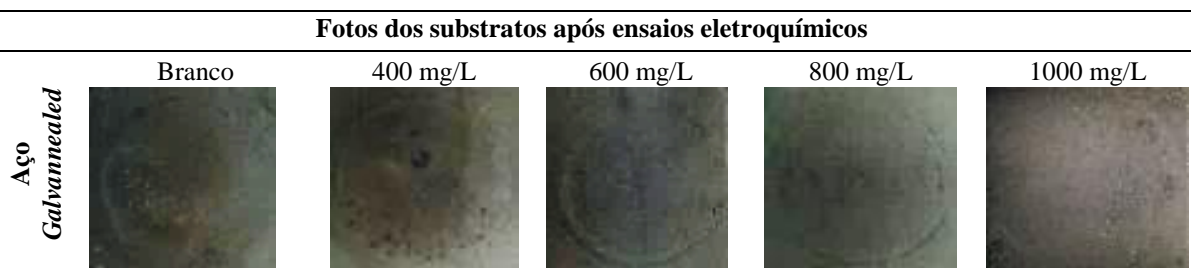 Fotos dos substratos após ensaios eletroquímicos
Branco 400 mg/L 600 mg/L 800 mg/L 1000 mg/L
Aço
Galvannealed